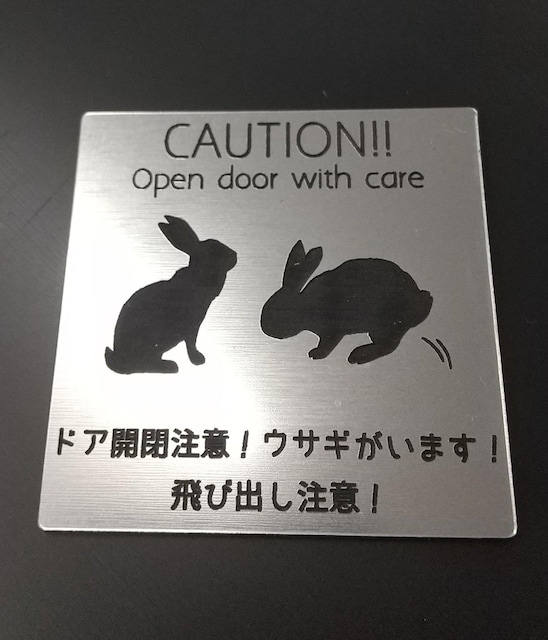 CAUTION!!
Open door with care
ドア開閉注意！ウサギがいます！
飛び出し注意！